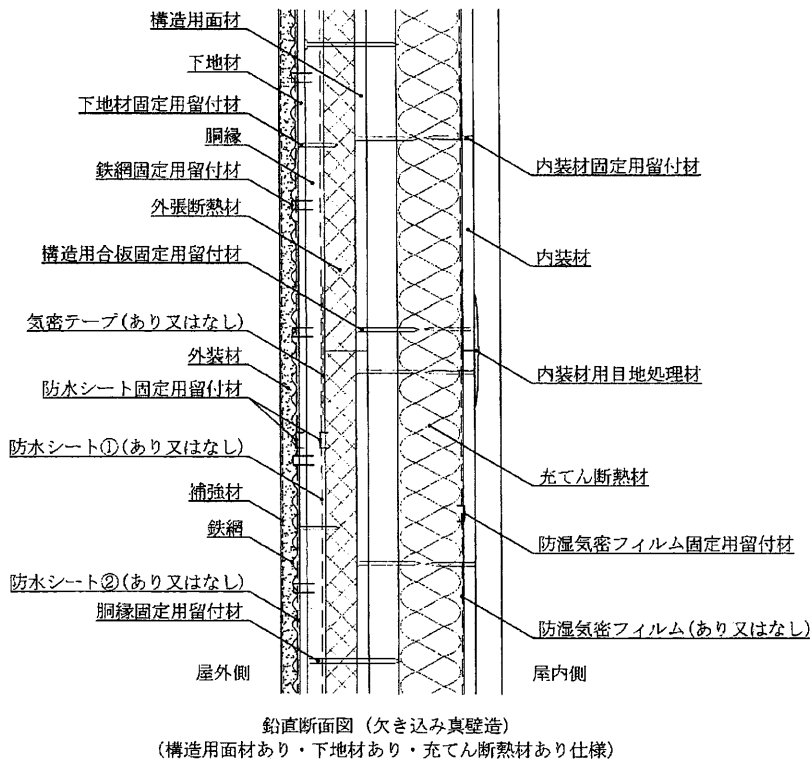 構造用面材
下地材
下地材固定用留付材
胴縁
鉄網固定用留付材
外張断熱材
構造用合板固定用留付材
気密テープ(あり又はなし)
外装材
防水シート固定用留付材
防水シート①(あり又はなし)
補強材
鉄網
防水シート②(あり又はなし)
胴縁固定用留付材
屋外側
内装材固定用留付材
内装材
内装材用目地処理材
充てん断熱材
防湿気密フィルム固定用留付材
防湿気密フィルム(あり又はなし)
屋内側
鉛直断面図(欠き込み真壁造)
(構造用面材あり・下地材あり・充てん断熱材あり仕様)